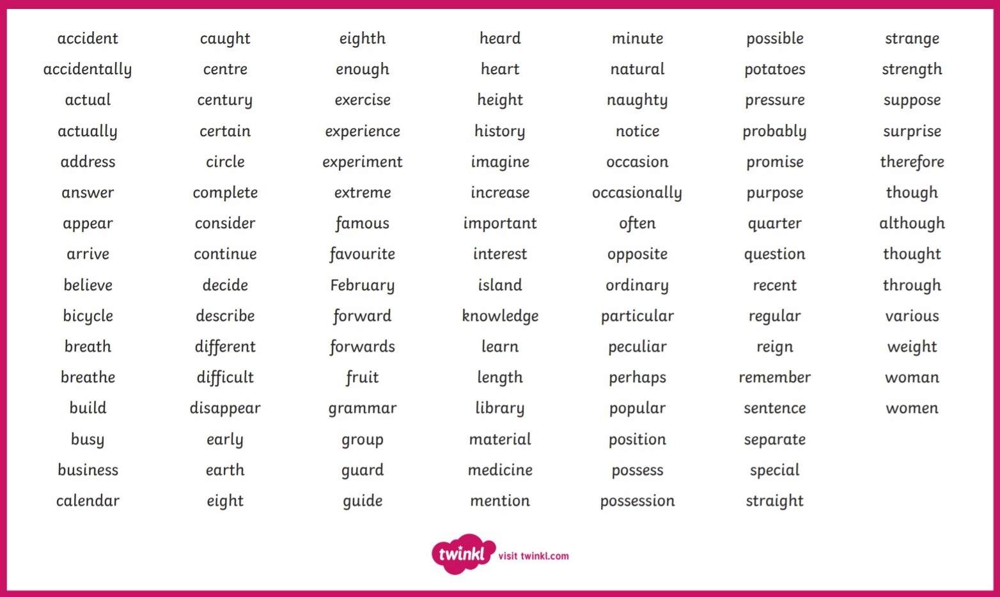 accident caught eighth heard minute possible strange
accidentally centre enough heart natural potatoes strength
actual century exercise height naughty pressure suppose
actually certain experience history notice probably surprise
address circle experiment imagine occasion promise therefore
answer complete extreme increase occasionally purpose though
appear consider famous important often quarter although
arrive continue favourite interest opposite question thought
believe decide February island ordinary recent through
bicycle describe forward knowledge particular regular various
breath different forwards learn peculiar reign weight
breathe difficult fruit length perhaps remember woman
build disappear grammar library popular sentence women
busy early group material position separate
business earth guard medicine possess special
calendar eight guide mention possession straight
twinkl visit twinkl.com